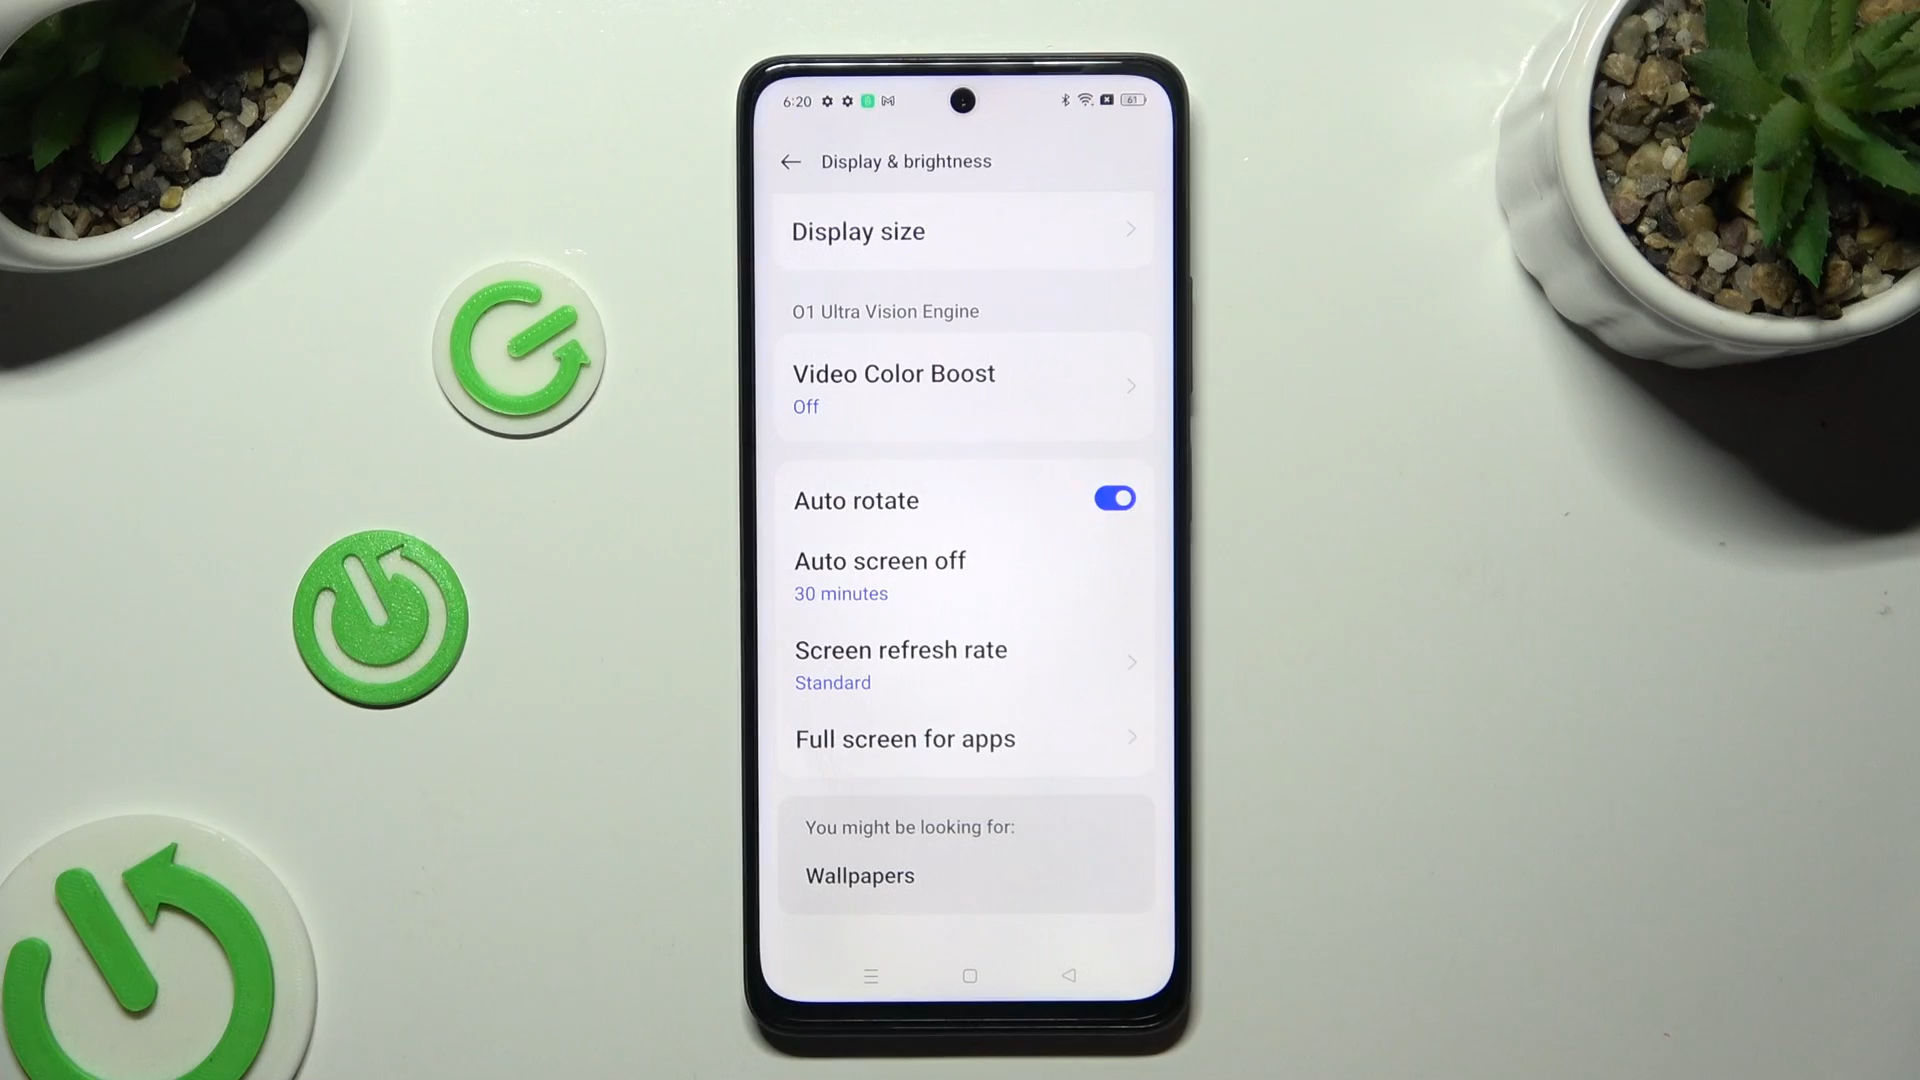 6:20
61
Display & brightness
Display size
O1 Ultra Vision Engine
Video Color Boost
Off
Auto rotate
Auto screen off
30 minutes
Screen refresh rate
Standard
Full screen for apps
You might be looking for:
Wallpapers